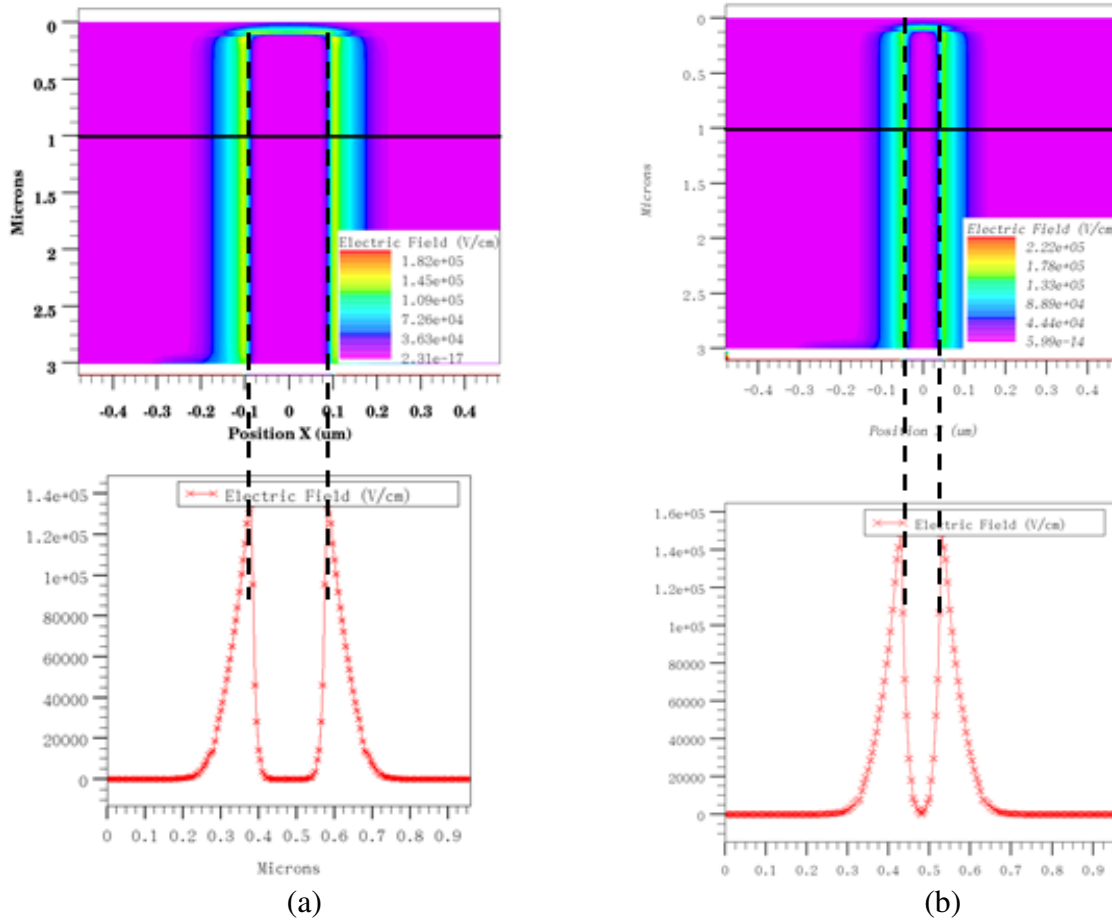 0
0.5
1
1.5
2
2.5
3
Microns
Electric Field (V/cm)
1.82e+05
1.45e+05
1.09e+05
7.26e+04
3.63e+04
2.31e-17
-0.4 -0.3 -0.2 -0.1 0 0.1 0.2 0.3 0.4
Position X (um)
1.4e+05
1.2e+05
1e+05
80000
60000
40000
20000
0
Electric Field (V/cm)
0 0.1 0.2 0.3 0.4 0.5 0.6 0.7 0.8 0.9
Microns
(a)
0
0.5
1
1.5
2
2.5
3
Microns
Electric Field (V/cm
2.22e+05
1.78e+05
1.33e+05
8.89e+04
4.44e+04
5.99e-14
-0.4 -0.3 -0.2 -0.1 0 0.1 0.2 0.3 0.4
Position (um)
1.6e+05
1.4e+05
1.2e+05
1e+05
80000
60000
40000
20000
0
Electric Field (V/cm)
0 0.1 0.2 0.3 0.4 0.5 0.6 0.7 0.8 0.9
(b)